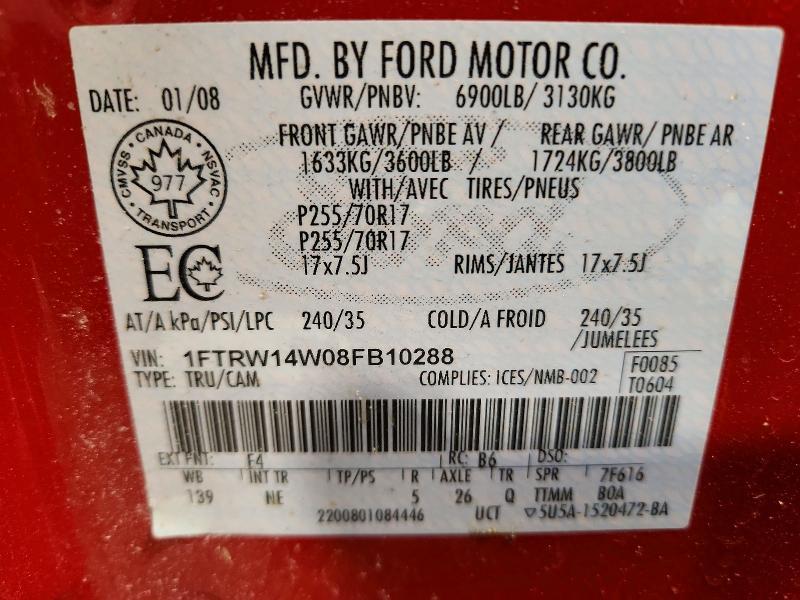 MFD. BY FORD MOTOR CO.
DATE: 01/08 GVWR/PNBV: 6900LB/ 3130KG
FRONT GAWR/PNBE AV / REAR GAWR/ PNBE AR
1633KG/3600LB / 1724KG/3800LB
WITH/AVEC TIRES/PNEUS
CANADA
CMVSS NSVAC
977
TRANSPORT
P255/70R17
P255/70R17
EC
17x7.5J RIMS/JANTES 17x7.5J
AT/A kPa/PSI/LPC 240/35 COLD/A FROID 240/35
/JUMELEES
VIN: 1FTRW14W08FB10288
F0085
TYPE: TRU/CAM COMPLIES: ICES/NMB-002
T0604
EXT PNT: F4 RC: B6 DSO:
WB INT TR TP/PS R AXLE TR SPR 7F616
139 NE 5 26 Q TTMM BOA
2200801084446 UCT ▽5U5A-1520472-BA